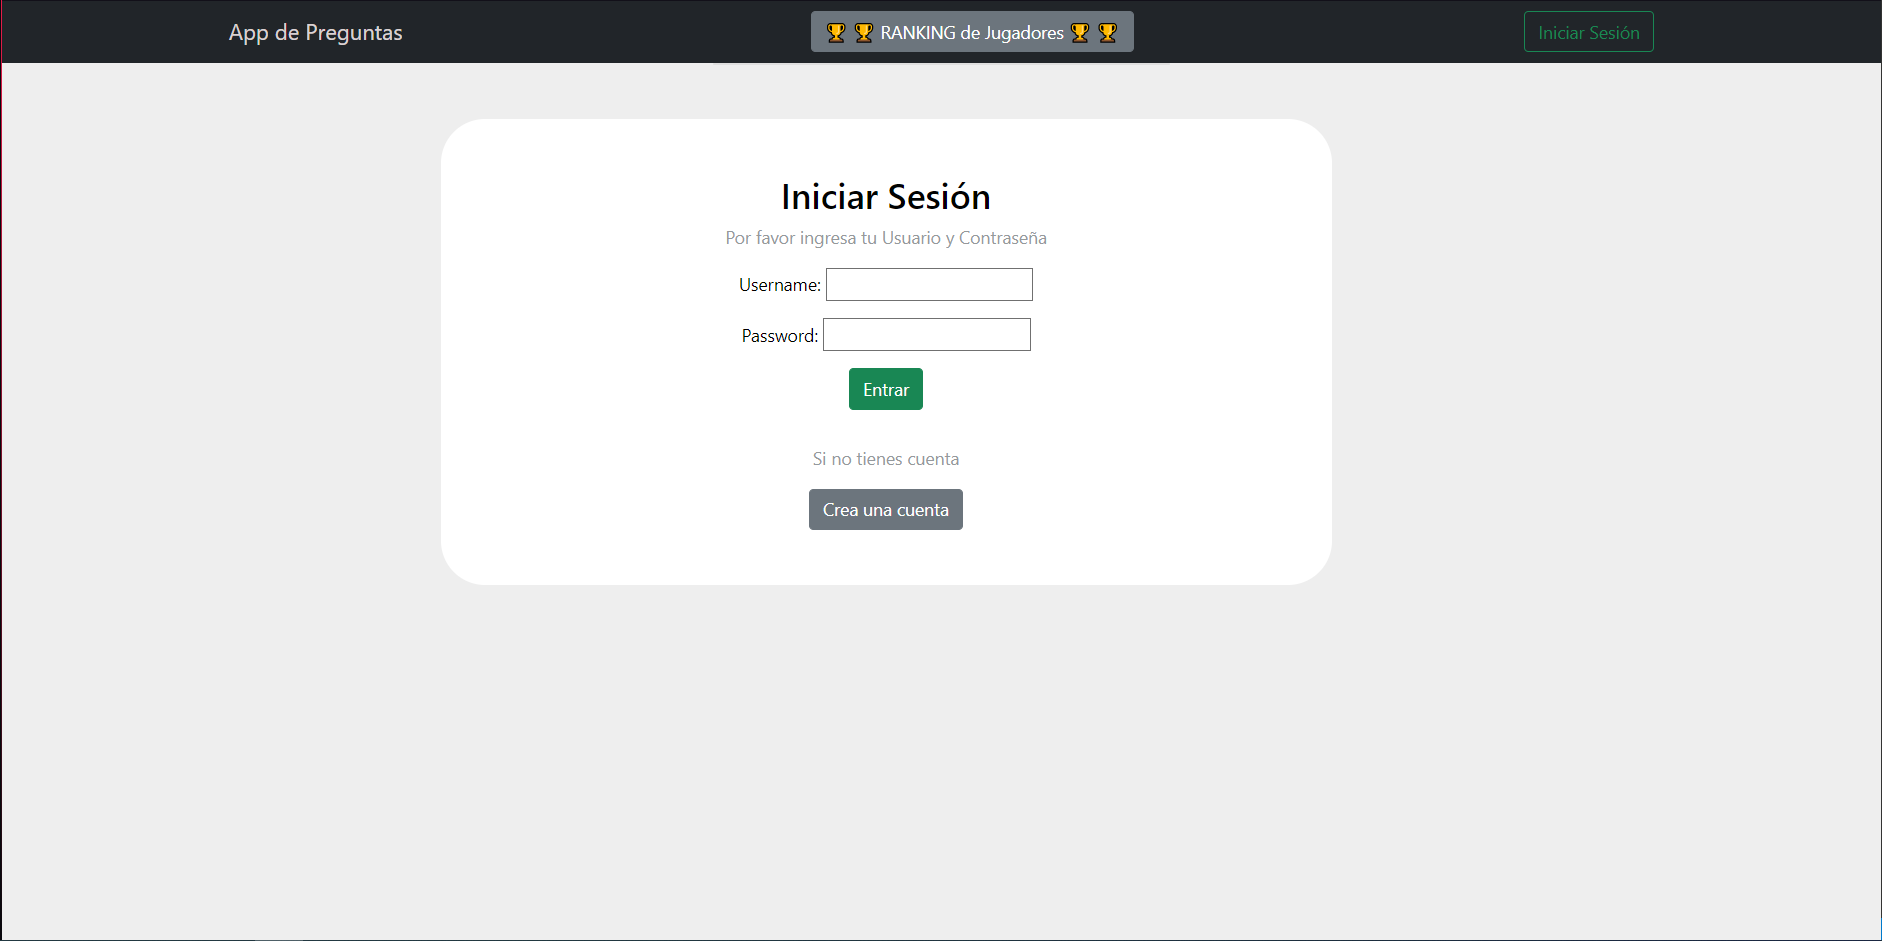 App de Preguntas
🏆 🏆 RANKING de Jugadores 🏆 🏆
Iniciar Sesión
Iniciar Sesión
Por favor ingresa tu Usuario y Contraseña
Username:
Password:
Entrar
Si no tienes cuenta
Crea una cuenta